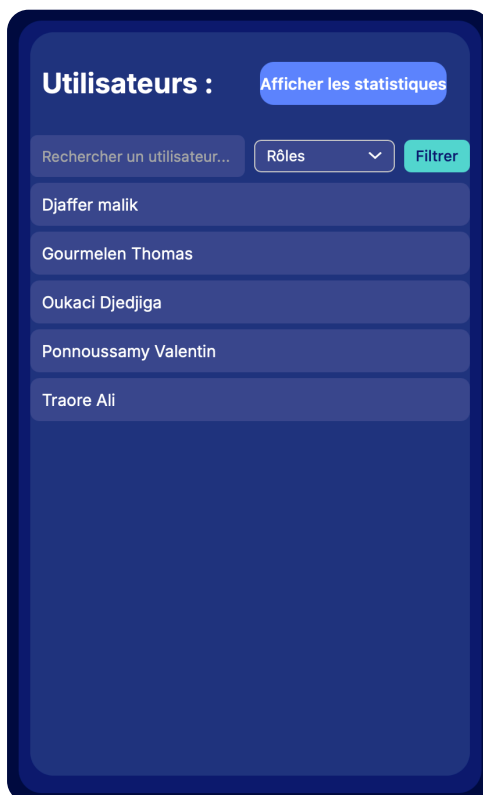 Utilisateurs :
Afficher les statistiques
Rechercher un utilisateur...
Rôles
Filtrer
Djaffer malik
Gourmelen Thomas
Oukaci Djedjiga
Ponnoussamy Valentin
Traore Ali